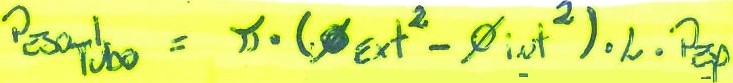 Peso Tubo = π·(ØExt² - Øint²)·L·Pesp